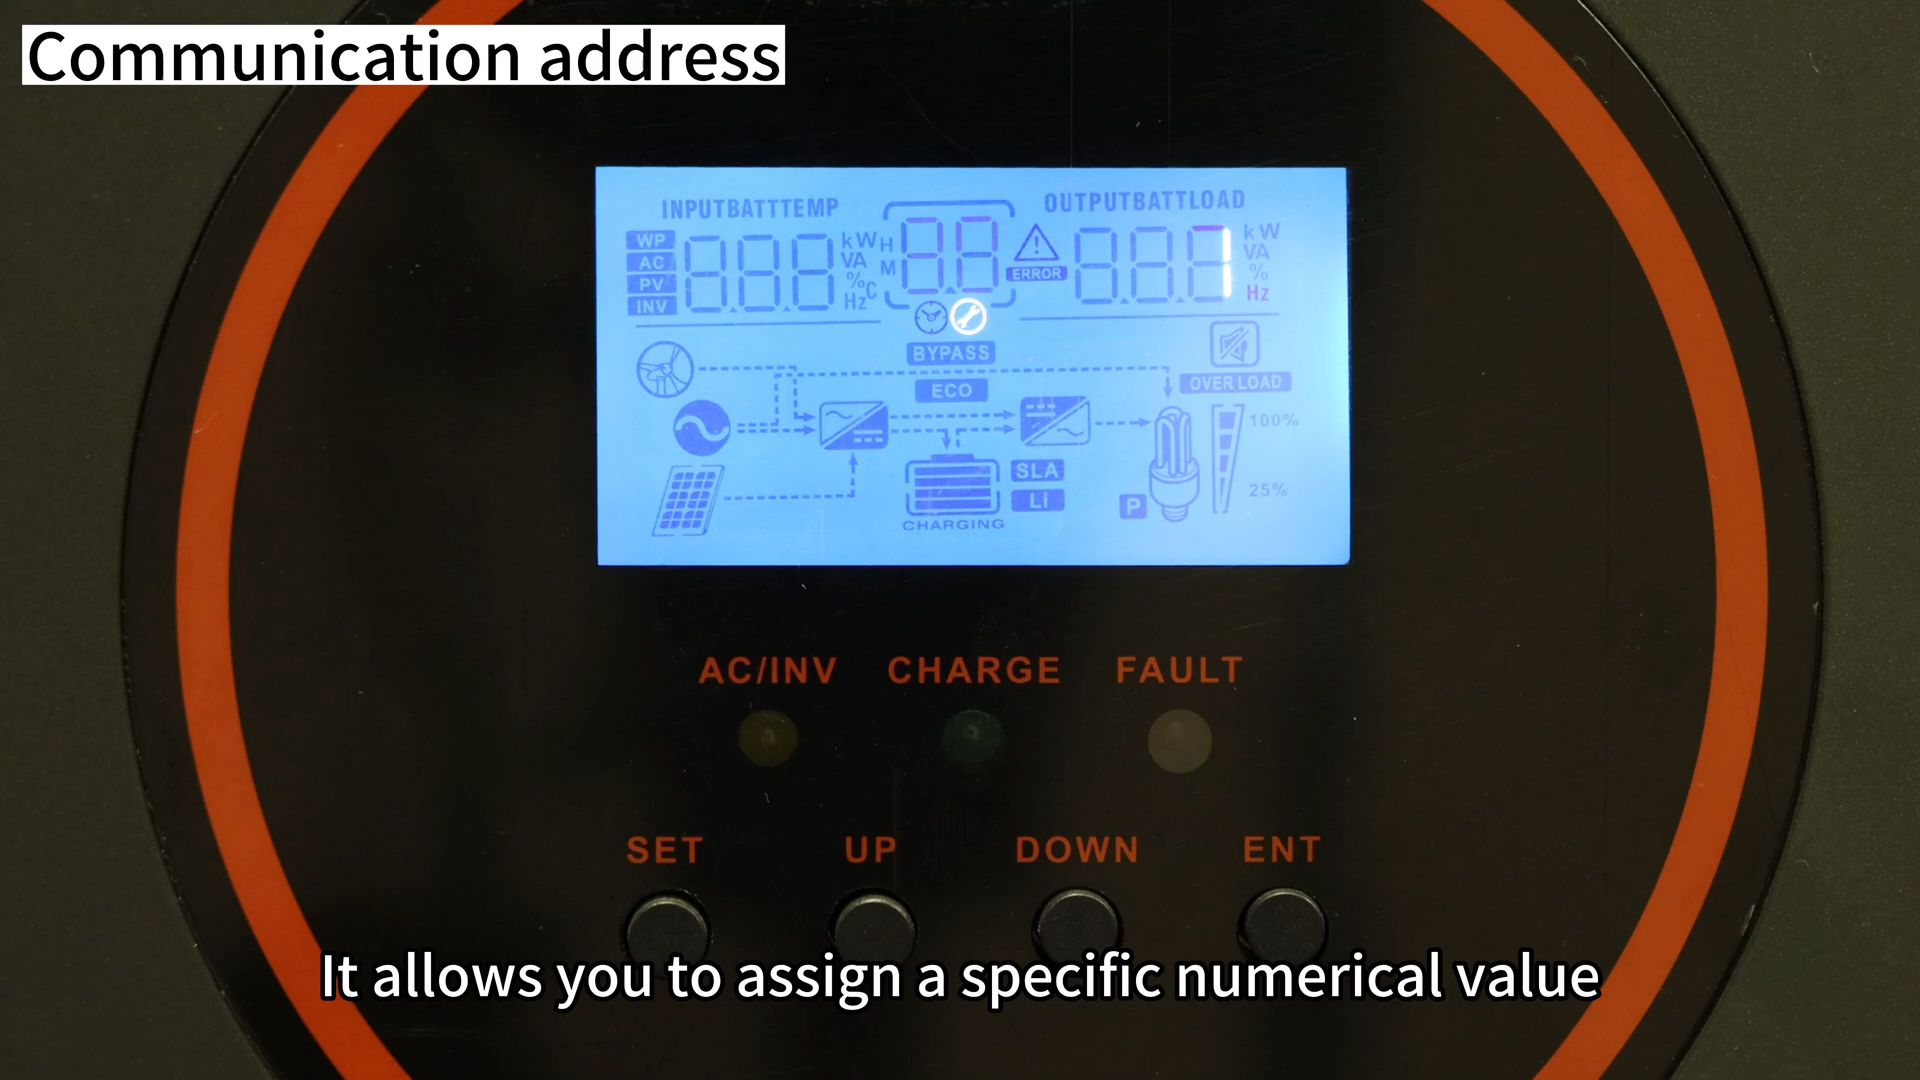 Communication address
INPUTBATTTEMP
OUTPUTBATTLOAD
WP
AC
PV
INV
kW
VA
%
Hz
C
H
M
ERROR
1
kW
VA
%
Hz
BYPASS
ECO
OVER LOAD
100%
25%
SLA
Li
CHARGING
P
AC/INV CHARGE FAULT
SET UP DOWN ENT
It allows you to assign a specific numerical value